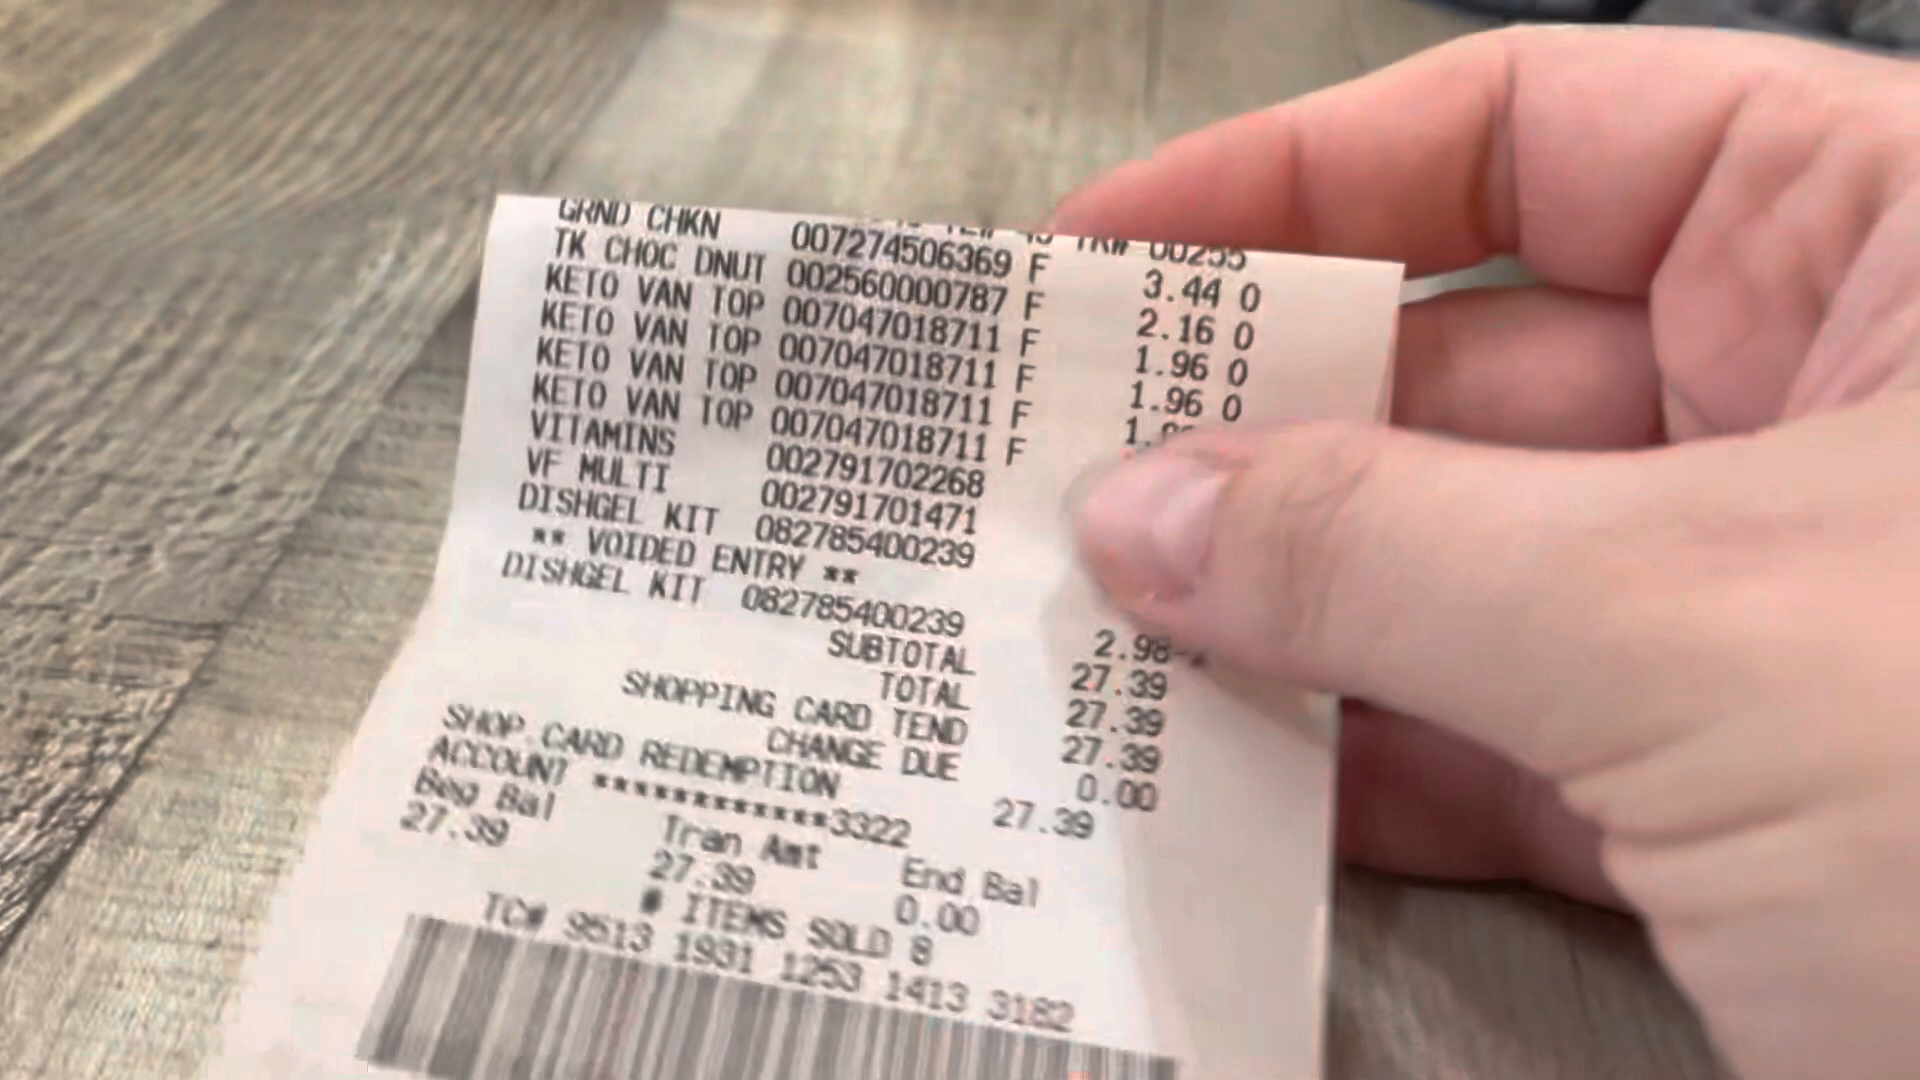 TR# 00255
GRND CHKN 007274506369 F 3.44 O
TK CHOC DNUT 002560000787 F 2.16 O
KETO VAN TOP 007047018711 F 1.96 O
KETO VAN TOP 007047018711 F 1.96 O
KETO VAN TOP 007047018711 F
KETO VAN TOP 007047018711 F
VITAMINS 002791702268
VF MULTI 002791701471
DISHGEL KIT 082785400239
** VOIDED ENTRY **
DISHGEL KIT 082785400239 2.98
SUBTOTAL 27.39
TOTAL 27.39
SHOPPING CARD TEND 27.39
CHANGE DUE 0.00
SHOP CARD REDEMPTION 27.39
ACCOUNT ************3322
Beg Bal Tran Amt End Bal
27.39 27.39 0.00
# ITEMS SOLD 8
TC# 9513 1931 1253 1413 3182